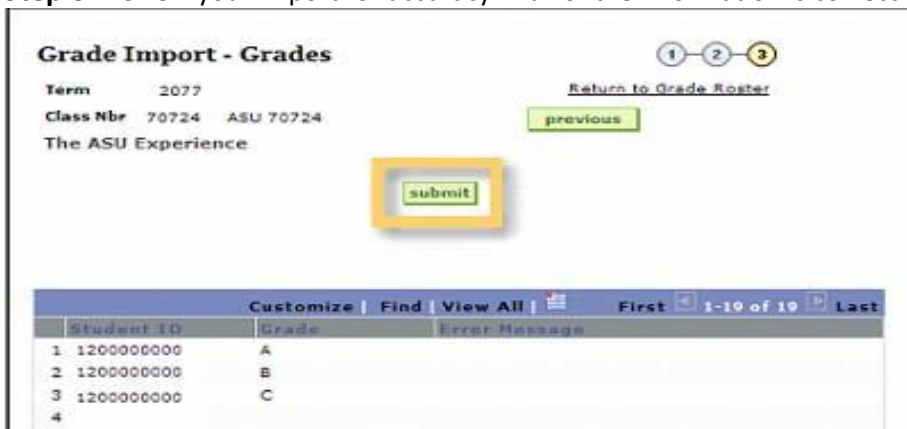 Grade Import - Grades
1 2 3
Term 2077
Return to Grade Roster
Class Nbr 70724 ASU 70724
previous
The ASU Experience
submit
Customize | Find | View All | First 1-19 of 19 Last
Student ID Grade Error Message
1 1200000000 A
2 1200000000 B
3 1200000000 C
4